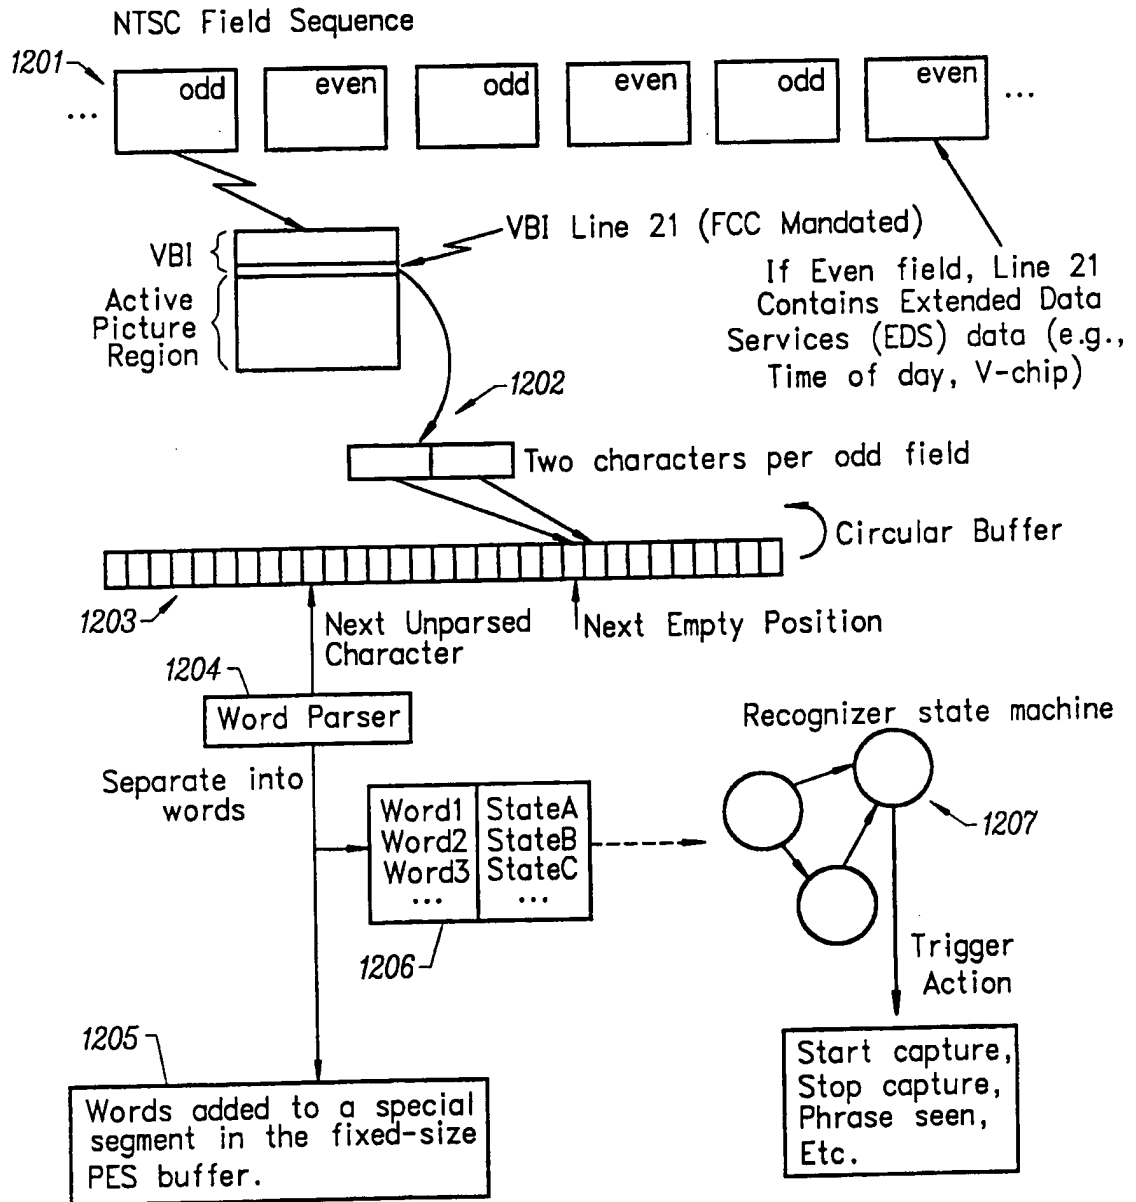 NTSC Field Sequence
1201
... odd even odd even odd even ...
VBI
VBI Line 21 (FCC Mandated)
Active
Picture
Region
If Even field, Line 21
Contains Extended Data
Services (EDS) data (e.g.,
Time of day, V-chip)
1202
Two characters per odd field
Circular Buffer
1203
Next Unparsed
Character
Next Empty Position
1204
Word Parser
Separate into
words
Word1 StateA
Word2 StateB
Word3 StateC
... ...
1206
Recognizer state machine
1207
Trigger
Action
1205
Words added to a special
segment in the fixed-size
PES buffer.
Start capture,
Stop capture,
Phrase seen,
Etc.